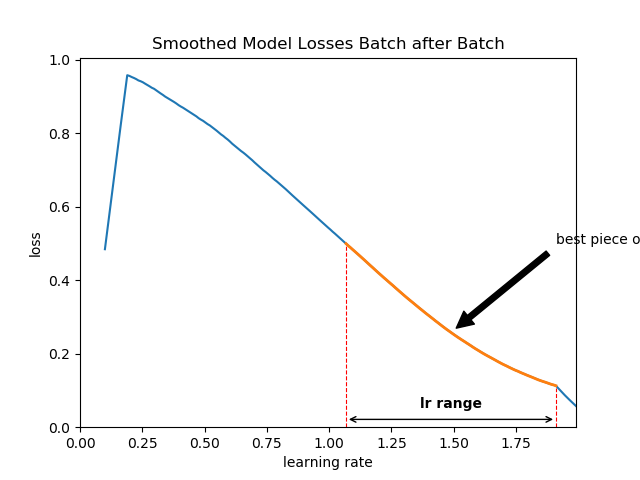 Smoothed Model Losses Batch after Batch
1.0
0.8
0.6
0.4
0.2
0.0
loss
best piece o
lr range
0.00 0.25 0.50 0.75 1.00 1.25 1.50 1.75
learning rate